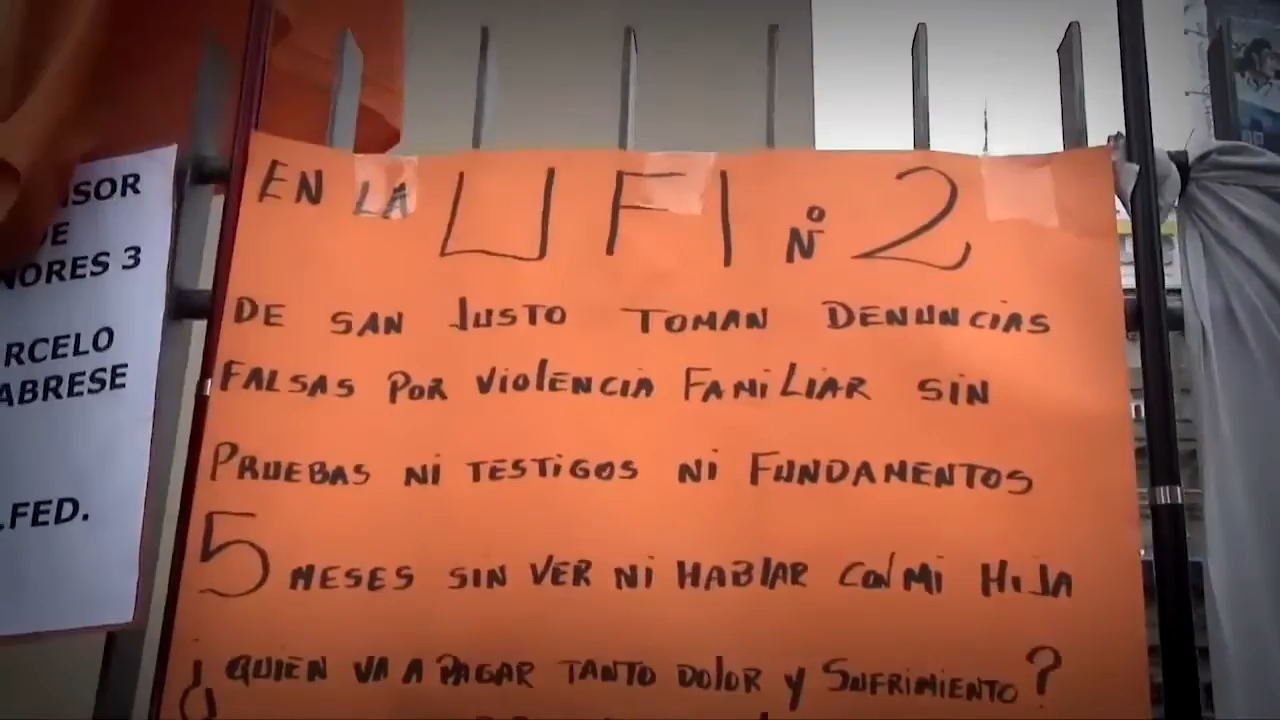 EN LA UFI Nº 2
DE SAN JUSTO TOMAN DENUNCIAS
FALSAS POR VIOLENCIA FAMILIAR SIN
PRUEBAS NI TESTIGOS NI FUNDAMENTOS
5 MESES SIN VER NI HABLAR CON MI HIJA
¿QUIEN VA A PAGAR TANTO DOLOR Y SUFRIMIENTO?
NSOR
DE
NORES 3
RCELO
ABRESE
.FED.